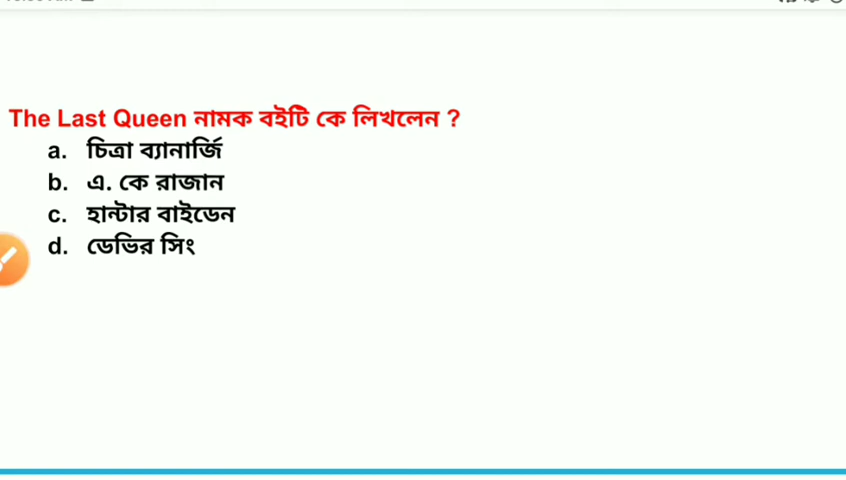 The Last Queen নামক বইটি কে লিখলেন ?
a. চিত্রা ব্যানার্জি
b. এ. কে রাজান
c. হান্টার বাইডেন
d. ডেভির সিং